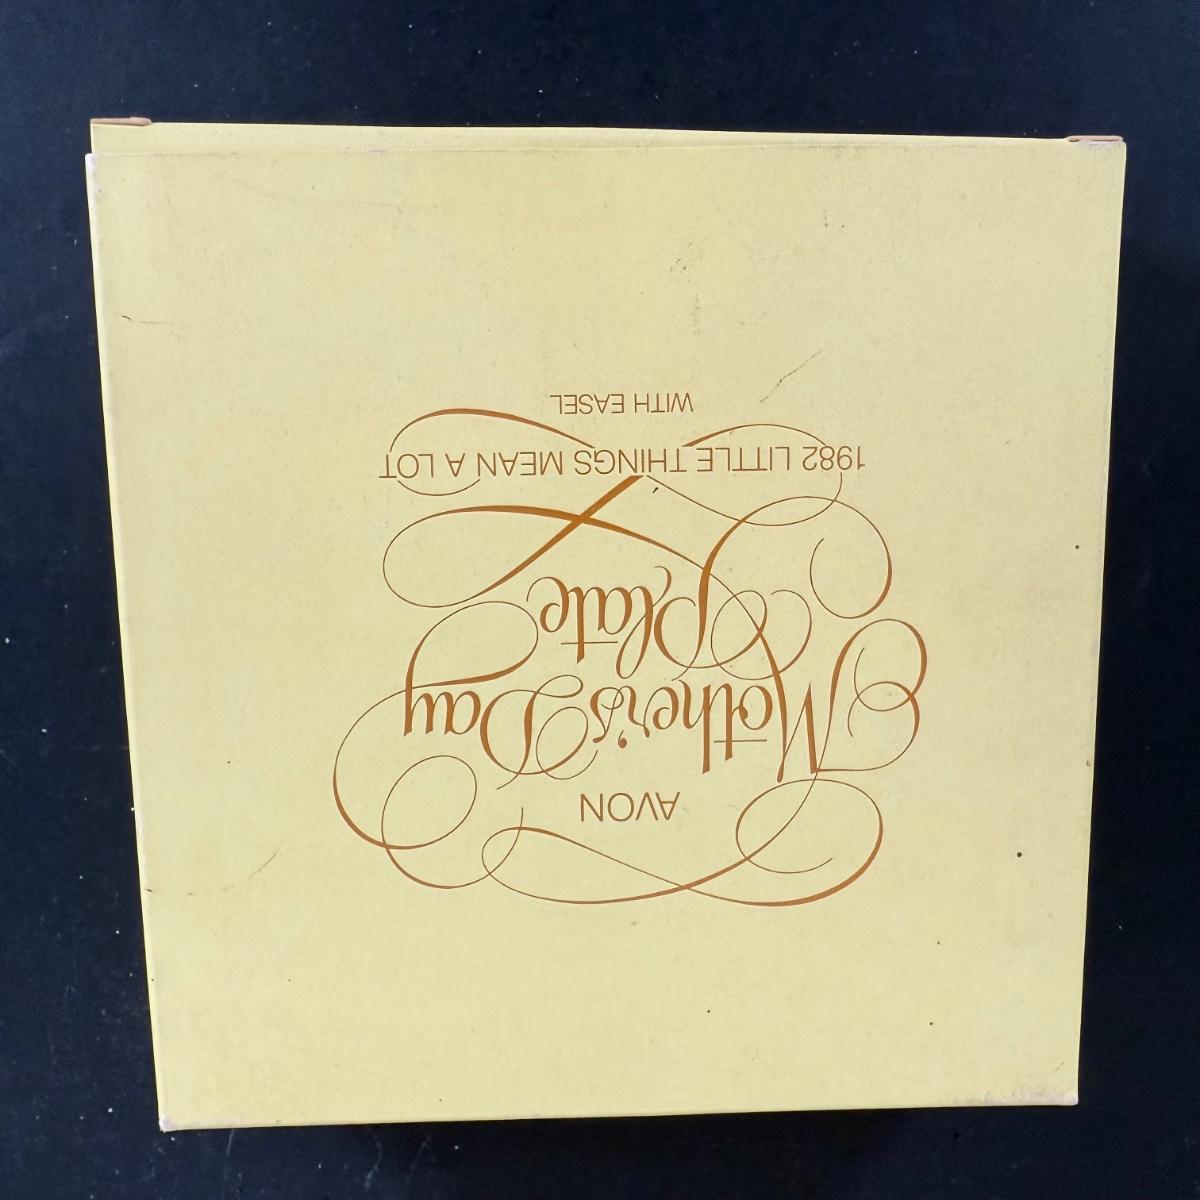 AVON
Mother's Day
Plate
1982 LITTLE THINGS MEAN A LOT
WITH EASEL